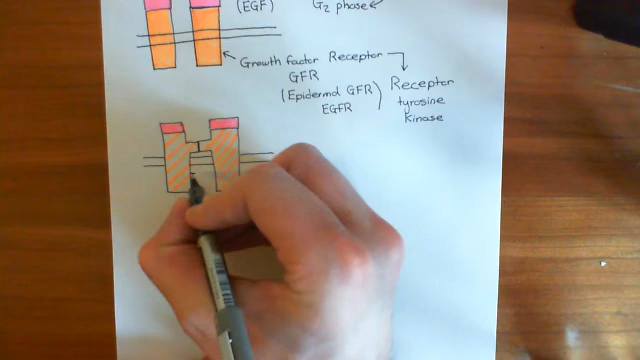 (EGF)
G₂ phase
Growth factor Receptor
GFR
(Epidermal GFR)
EGFR
Receptor
tyrosine
Kinase